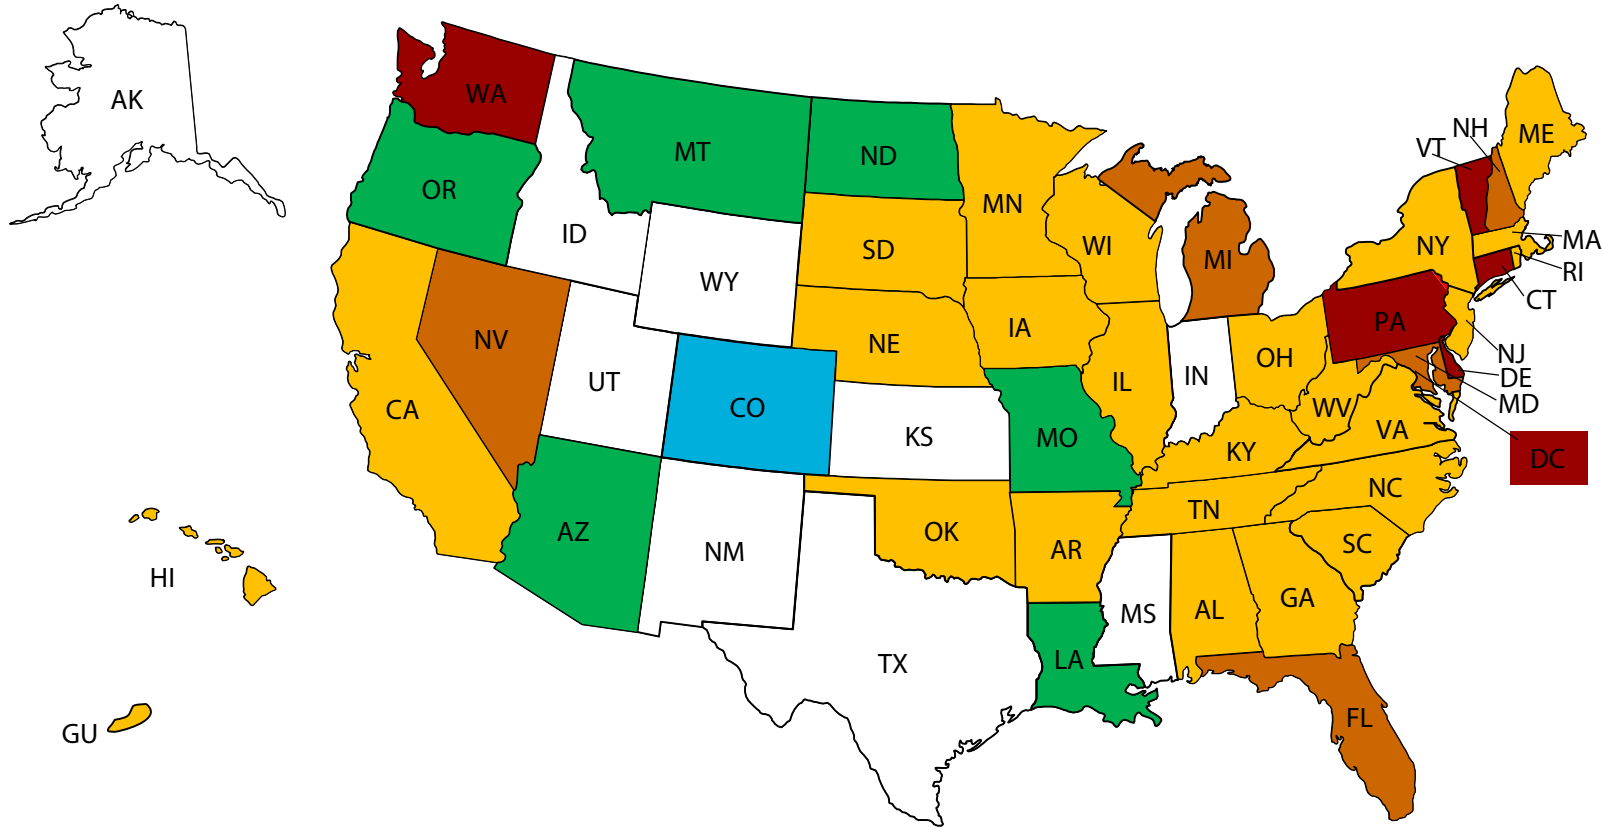 AK
WA
MT
ND
OR
ID
WY
SD
MN
WI
MI
NH
VT
ME
NY
MA
RI
CT
NV
UT
CO
NE
IA
IL
IN
OH
PA
NJ
DE
MD
DC
CA
KS
MO
KY
WV
VA
AZ
NM
OK
AR
TN
NC
SC
HI
TX
LA
MS
AL
GA
FL
GU